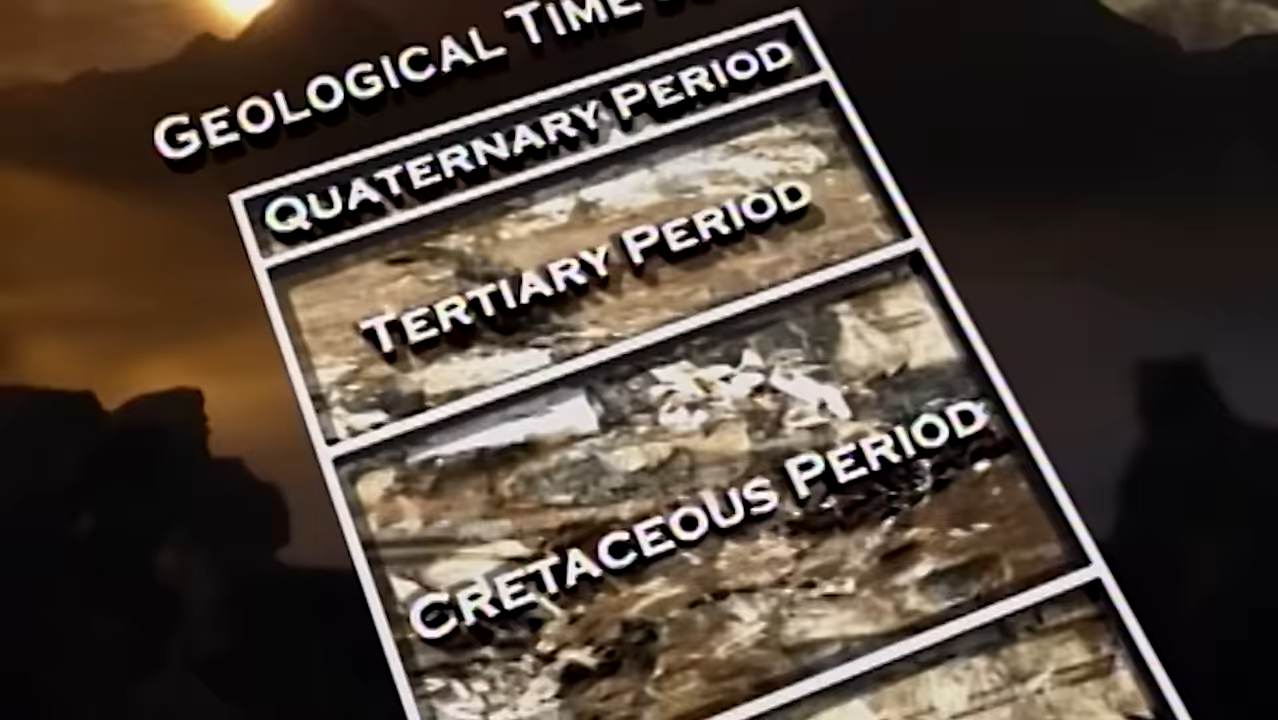 GEOLOGICAL TIME
QUATERNARY PERIOD
TERTIARY PERIOD
CRETACEOUS PERIOD